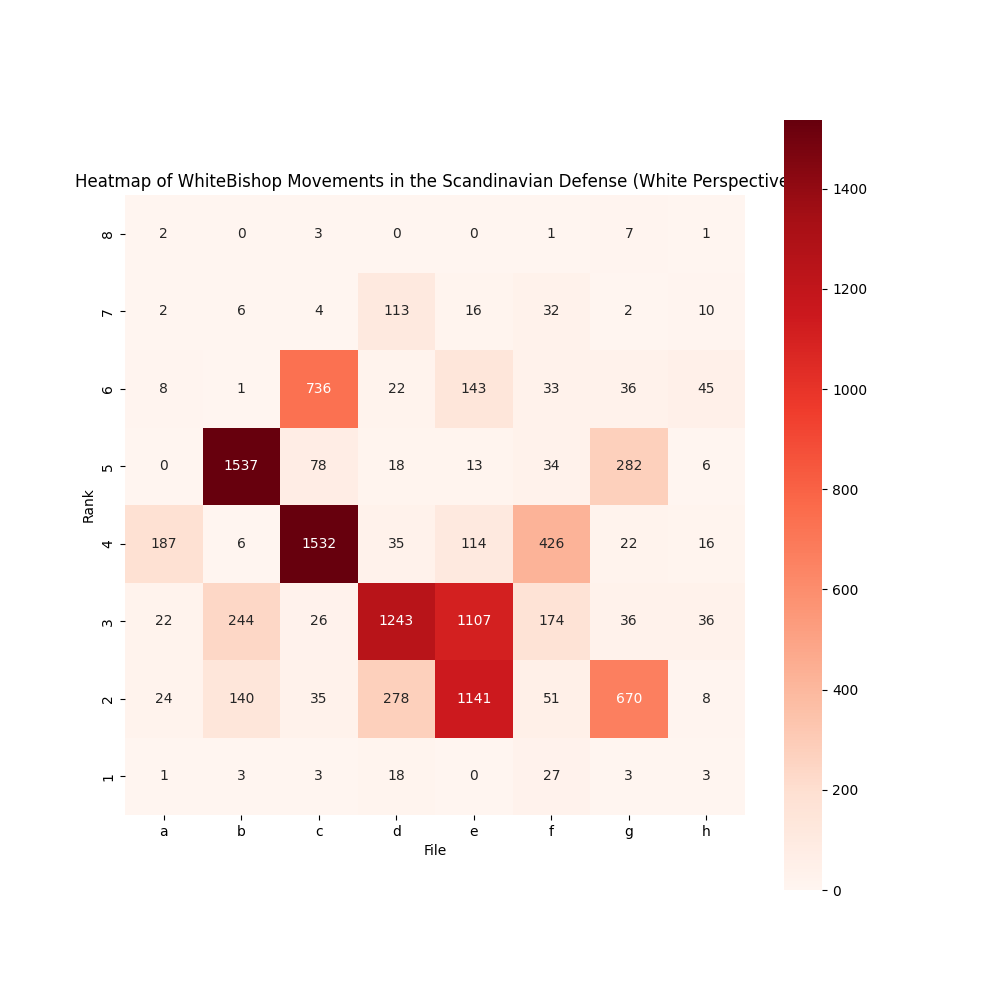 Heatmap of WhiteBishop Movements in the Scandinavian Defense (White Perspective
8 2 0 3 0 0 1 7 1
7 2 6 4 113 16 32 2 10
6 8 1 736 22 143 33 36 45
5 0 1537 78 18 13 34 282 6
4 187 6 1532 35 114 426 22 16
3 22 244 26 1243 1107 174 36 36
2 24 140 35 278 1141 51 670 8
1 1 3 3 18 0 27 3 3
a b c d e f g h
Rank
File
1400
1200
1000
800
600
400
200
0